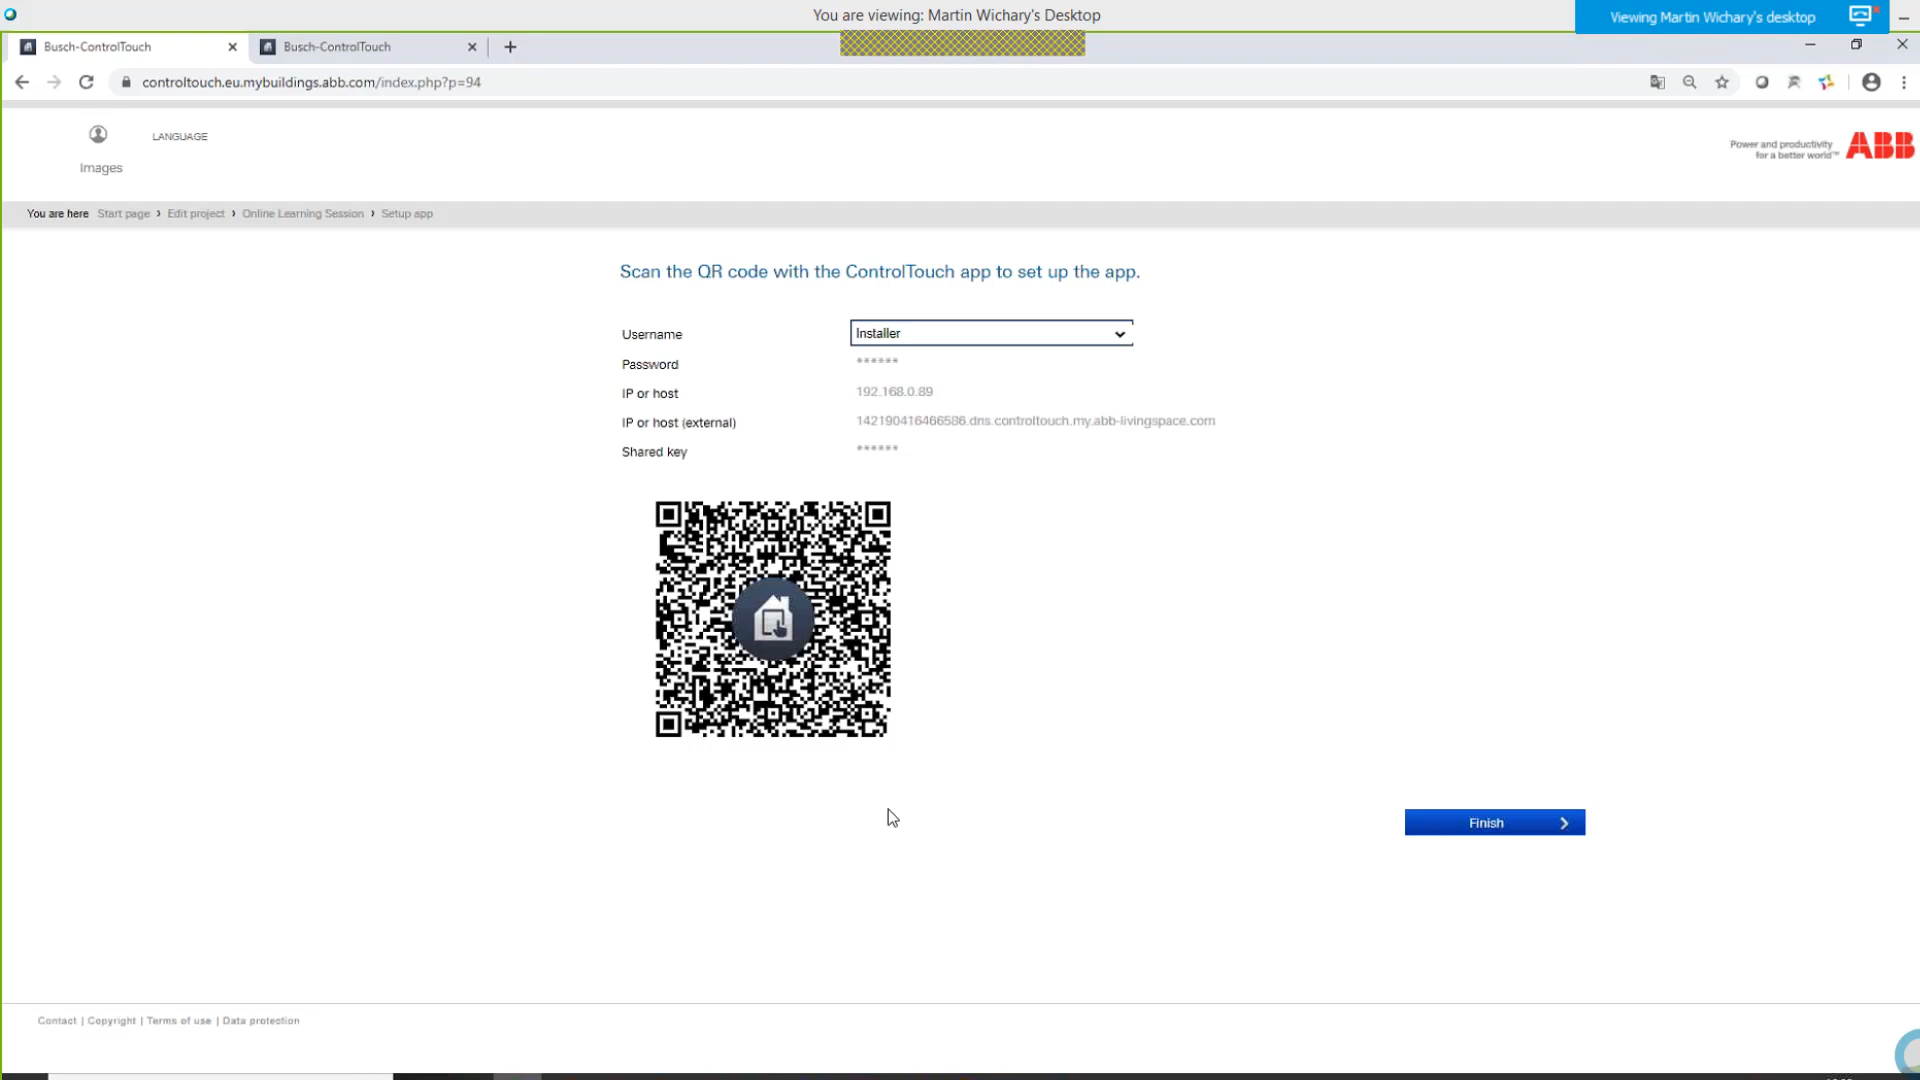 You are viewing: Martin Wichary's Desktop
Viewing Martin Wichary's desktop
Busch-ControlTouch
Busch-ControlTouch
controltouch.eu.mybuildings.abb.com/index.php?p=94
LANGUAGE
Images
Power and productivity
for a better world™
ABB
You are here Start page › Edit project › Online Learning Session › Setup app
Scan the QR code with the ControlTouch app to set up the app.
Username Installer
Password ******
IP or host 192.168.0.89
IP or host (external) 142190416466586.dns.controltouch.my.abb-livingspace.com
Shared key ******
Finish
Contact | Copyright | Terms of use | Data protection